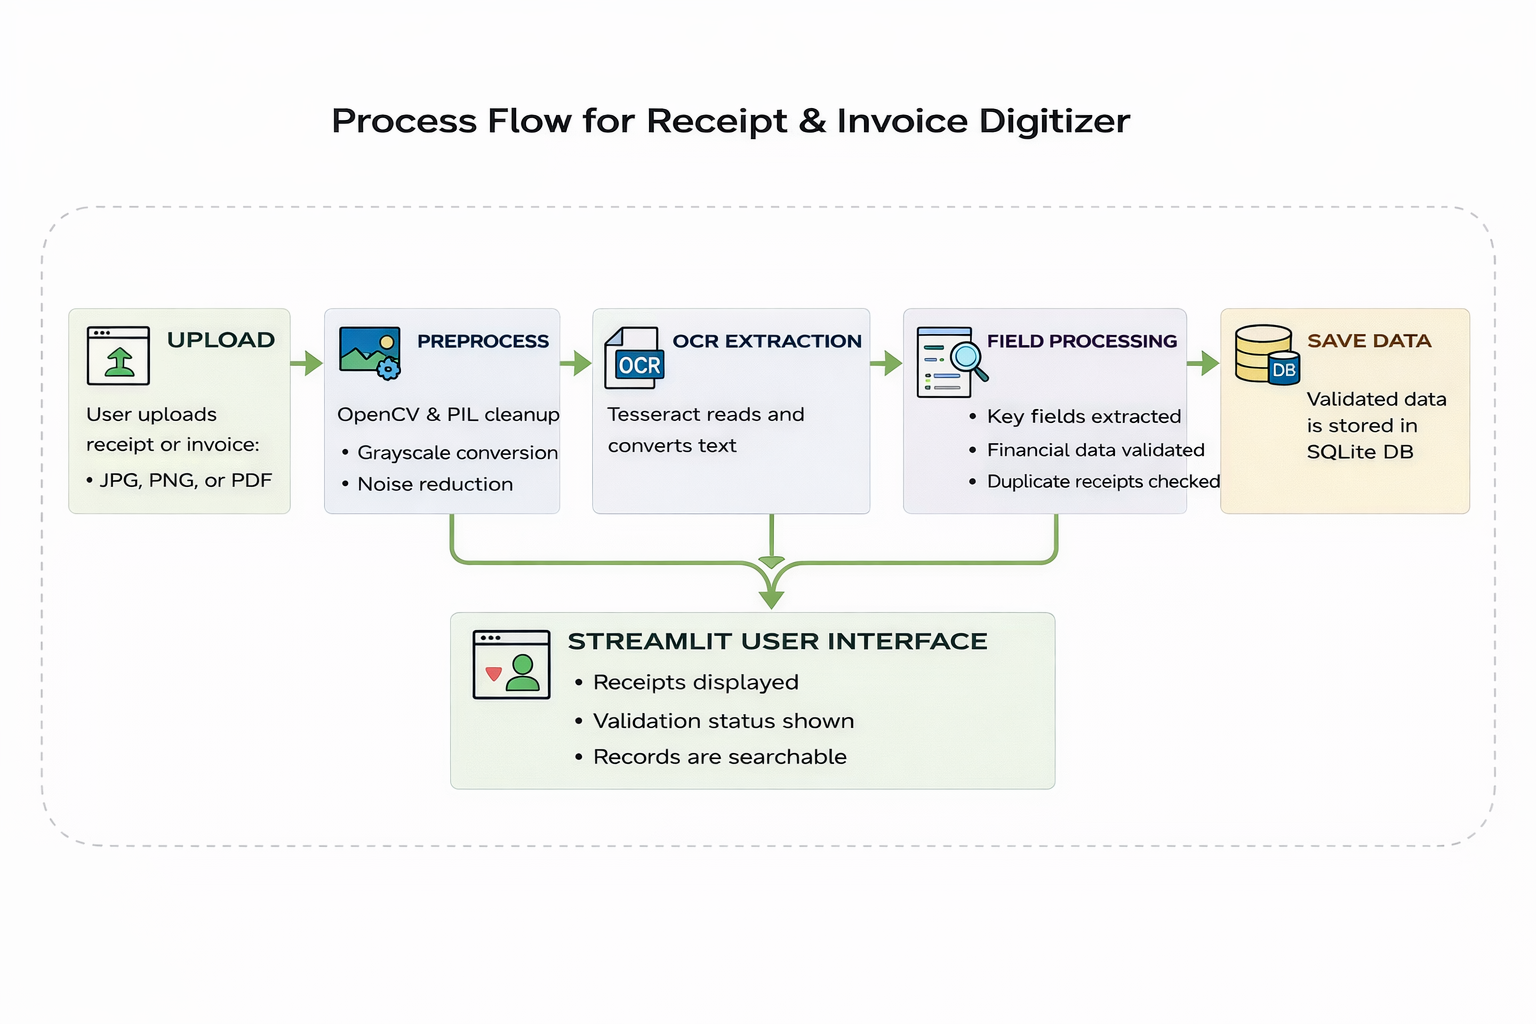 Process Flow for Receipt & Invoice Digitizer
UPLOAD
User uploads
receipt or invoice:
• JPG, PNG, or PDF
PREPROCESS
OpenCV & PIL cleanup
• Grayscale conversion
• Noise reduction
OCR
OCR EXTRACTION
Tesseract reads and
converts text
FIELD PROCESSING
• Key fields extracted
• Financial data validated
• Duplicate receipts checked
DB
SAVE DATA
Validated data
is stored in
SQLite DB
STREAMLIT USER INTERFACE
• Receipts displayed
• Validation status shown
• Records are searchable